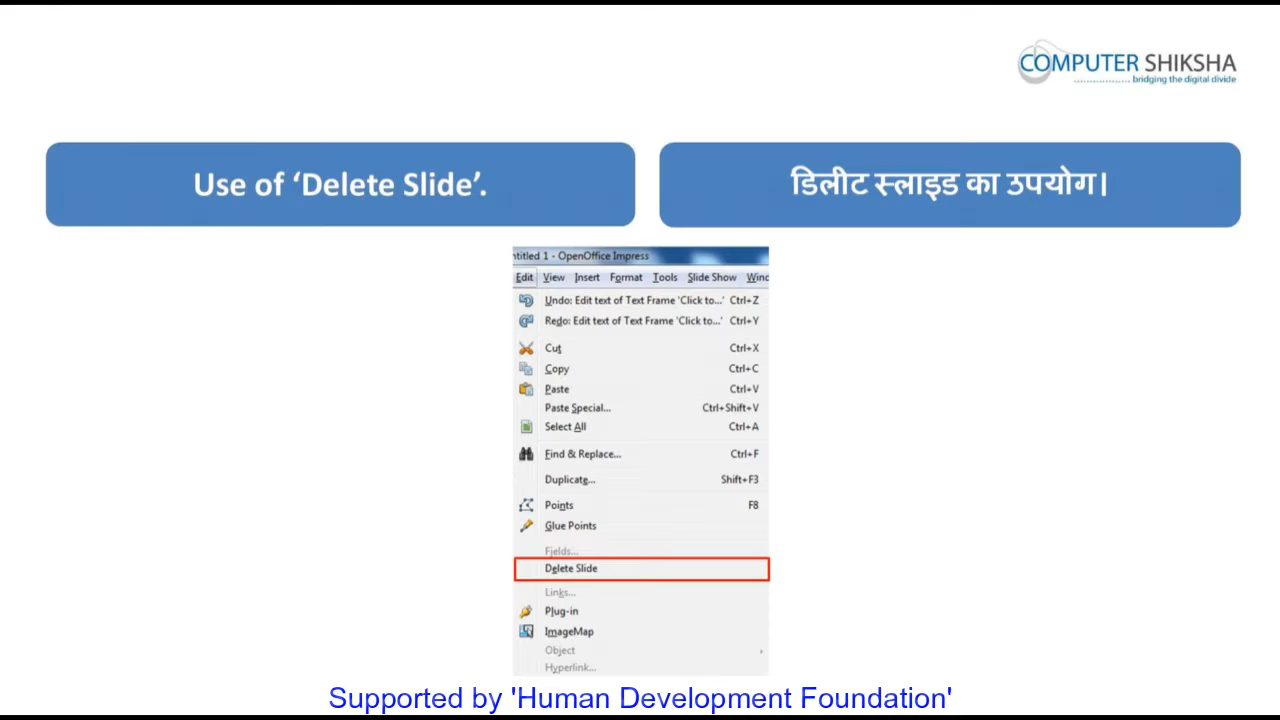 COMPUTER SHIKSHA
bridging the digital divide
Use of ‘Delete Slide’.
डिलीट स्लाइड का उपयोग।
ntitled 1 - OpenOffice Impress
Edit View Insert Format Tools Slide Show Wind
Undo: Edit text of Text Frame 'Click to...' Ctrl+Z
Redo: Edit text of Text Frame 'Click to...' Ctrl+Y
Cut Ctrl+X
Copy Ctrl+C
Paste Ctrl+V
Paste Special... Ctrl+Shift+V
Select All Ctrl+A
Find & Replace... Ctrl+F
Duplicate... Shift+F3
Points F8
Glue Points
Fields...
Delete Slide
Links...
Plug-in
ImageMap
Object
Hyperlink...
Supported by 'Human Development Foundation'